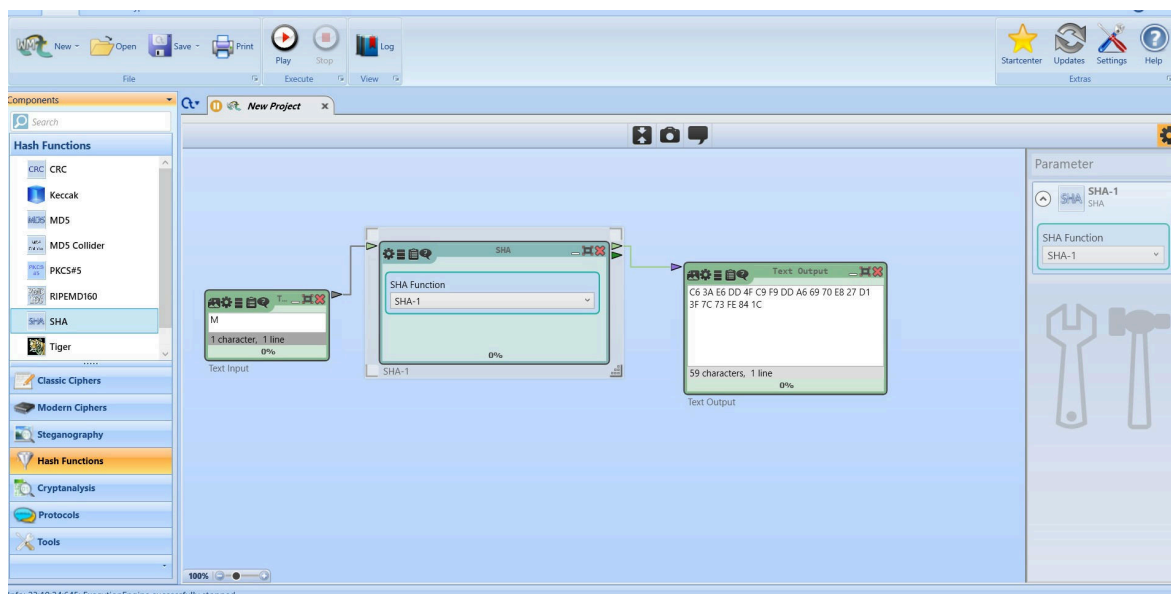 New
Open
Save
Print
Play
Stop
Log
Startcenter
Updates
Settings
Help
File
Execute
View
Extras
Components
New Project
Search
Hash Functions
CRC CRC
Keccak
MD5 MD5
MD5 Collider
PKCS#5
RIPEMD160
SHA SHA
Tiger
Classic Ciphers
Modern Ciphers
Steganography
Hash Functions
Cryptanalysis
Protocols
Tools
T...
M
1 character, 1 line
0%
Text Input
SHA
SHA Function
SHA-1
0%
SHA-1
Text Output
C6 3A E6 DD 4F C9 F9 DD A6 69 70 E8 27 D1
3F 7C 73 FE 84 1C
59 characters, 1 line
0%
Text Output
Parameter
SHA SHA-1
SHA
SHA Function
SHA-1
100%